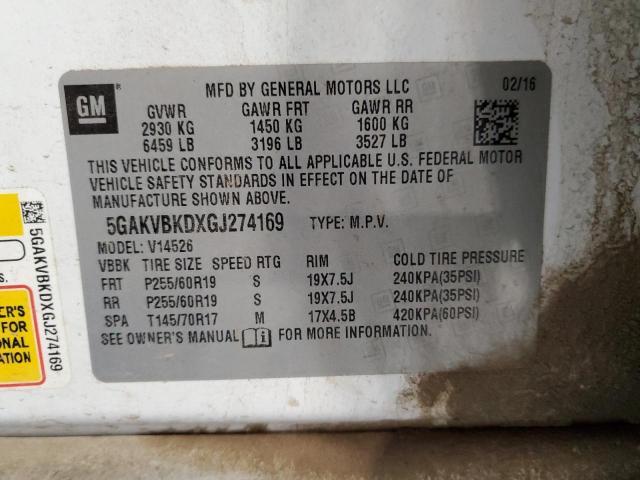 GM
MFD BY GENERAL MOTORS LLC 02/16
GVWR GAWR FRT GAWR RR
2930 KG 1450 KG 1600 KG
6459 LB 3196 LB 3527 LB
THIS VEHICLE CONFORMS TO ALL APPLICABLE U.S. FEDERAL MOTOR
VEHICLE SAFETY STANDARDS IN EFFECT ON THE DATE OF
MANUFACTURE SHOWN ABOVE.
5GAKVBKDXGJ274169 TYPE: M.P.V.
MODEL: V14526
VBBK TIRE SIZE SPEED RTG RIM COLD TIRE PRESSURE
FRT P255/60R19 S 19X7.5J 240KPA(35PSI)
RR P255/60R19 S 19X7.5J 240KPA(35PSI)
SPA T145/70R17 M 17X4.5B 420KPA(60PSI)
SEE OWNER'S MANUAL FOR MORE INFORMATION.
5GAKVBKDXGJ274169
s.
ER'S
FOR
ONAL
ATION